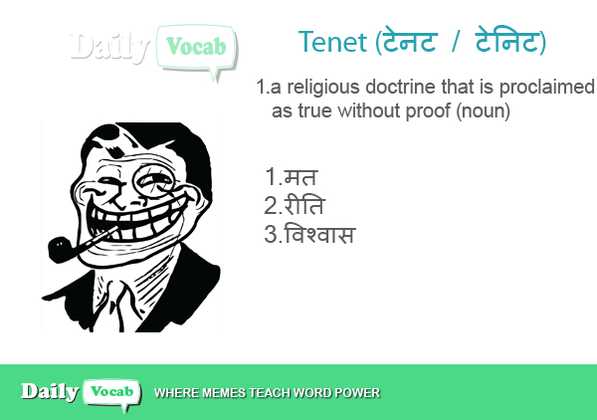 Daily Vocab
Tenet (टेनट / टेनिट)
1.a religious doctrine that is proclaimed
as true without proof (noun)
1.मत
2.रीति
3.विश्वास
Daily Vocab WHERE MEMES TEACH WORD POWER